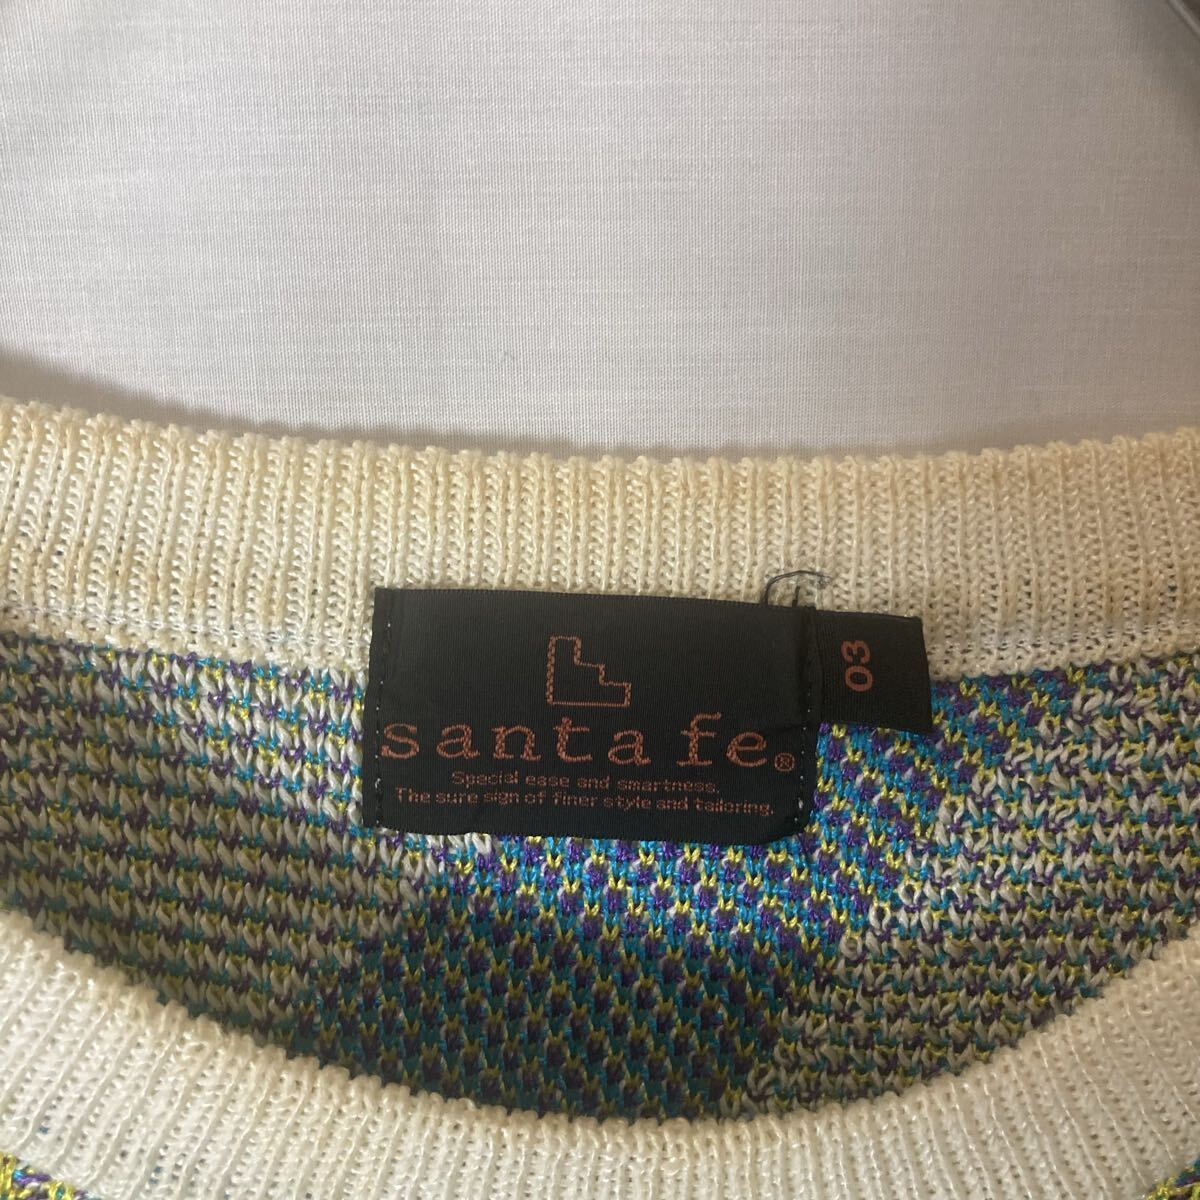 santa fe®
Special ease and smartness.
The sure sign of finer style and tailoring.
03